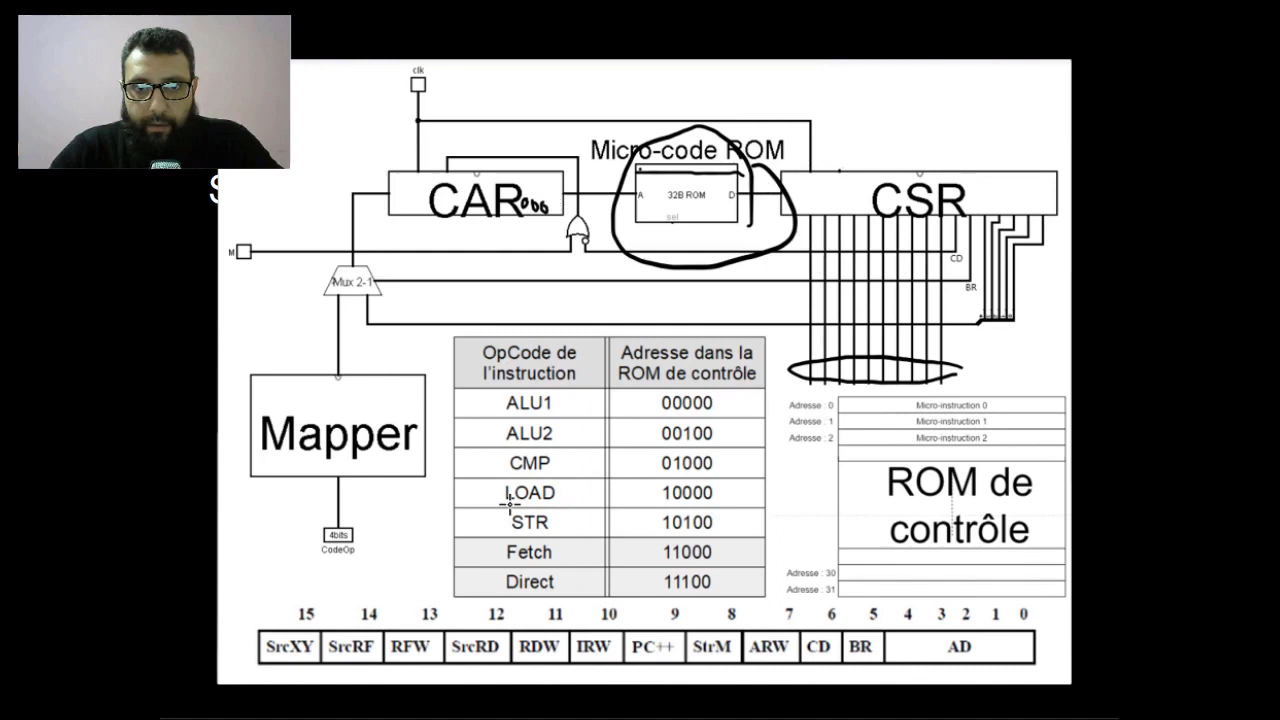 clk
Micro-code ROM
CAR 000
A 32B ROM D
sel
CSR
M
CD
Mux 2-1
BR
OpCode de l'instruction
Adresse dans la ROM de contrôle
ALU1 00000
ALU2 00100
CMP 01000
LOAD 10000
STR 10100
Fetch 11000
Direct 11100
Mapper
4bits
CodeOp
Adresse : 0 Micro-instruction 0
Adresse : 1 Micro-instruction 1
Adresse : 2 Micro-instruction 2
ROM de
contrôle
Adresse : 30
Adresse : 31
15 14 13 12 11 10 9 8 7 6 5 4 3 2 1 0
SrcXY SrcRF RFW SrcRD RDW IRW PC++ StrM ARW CD BR AD